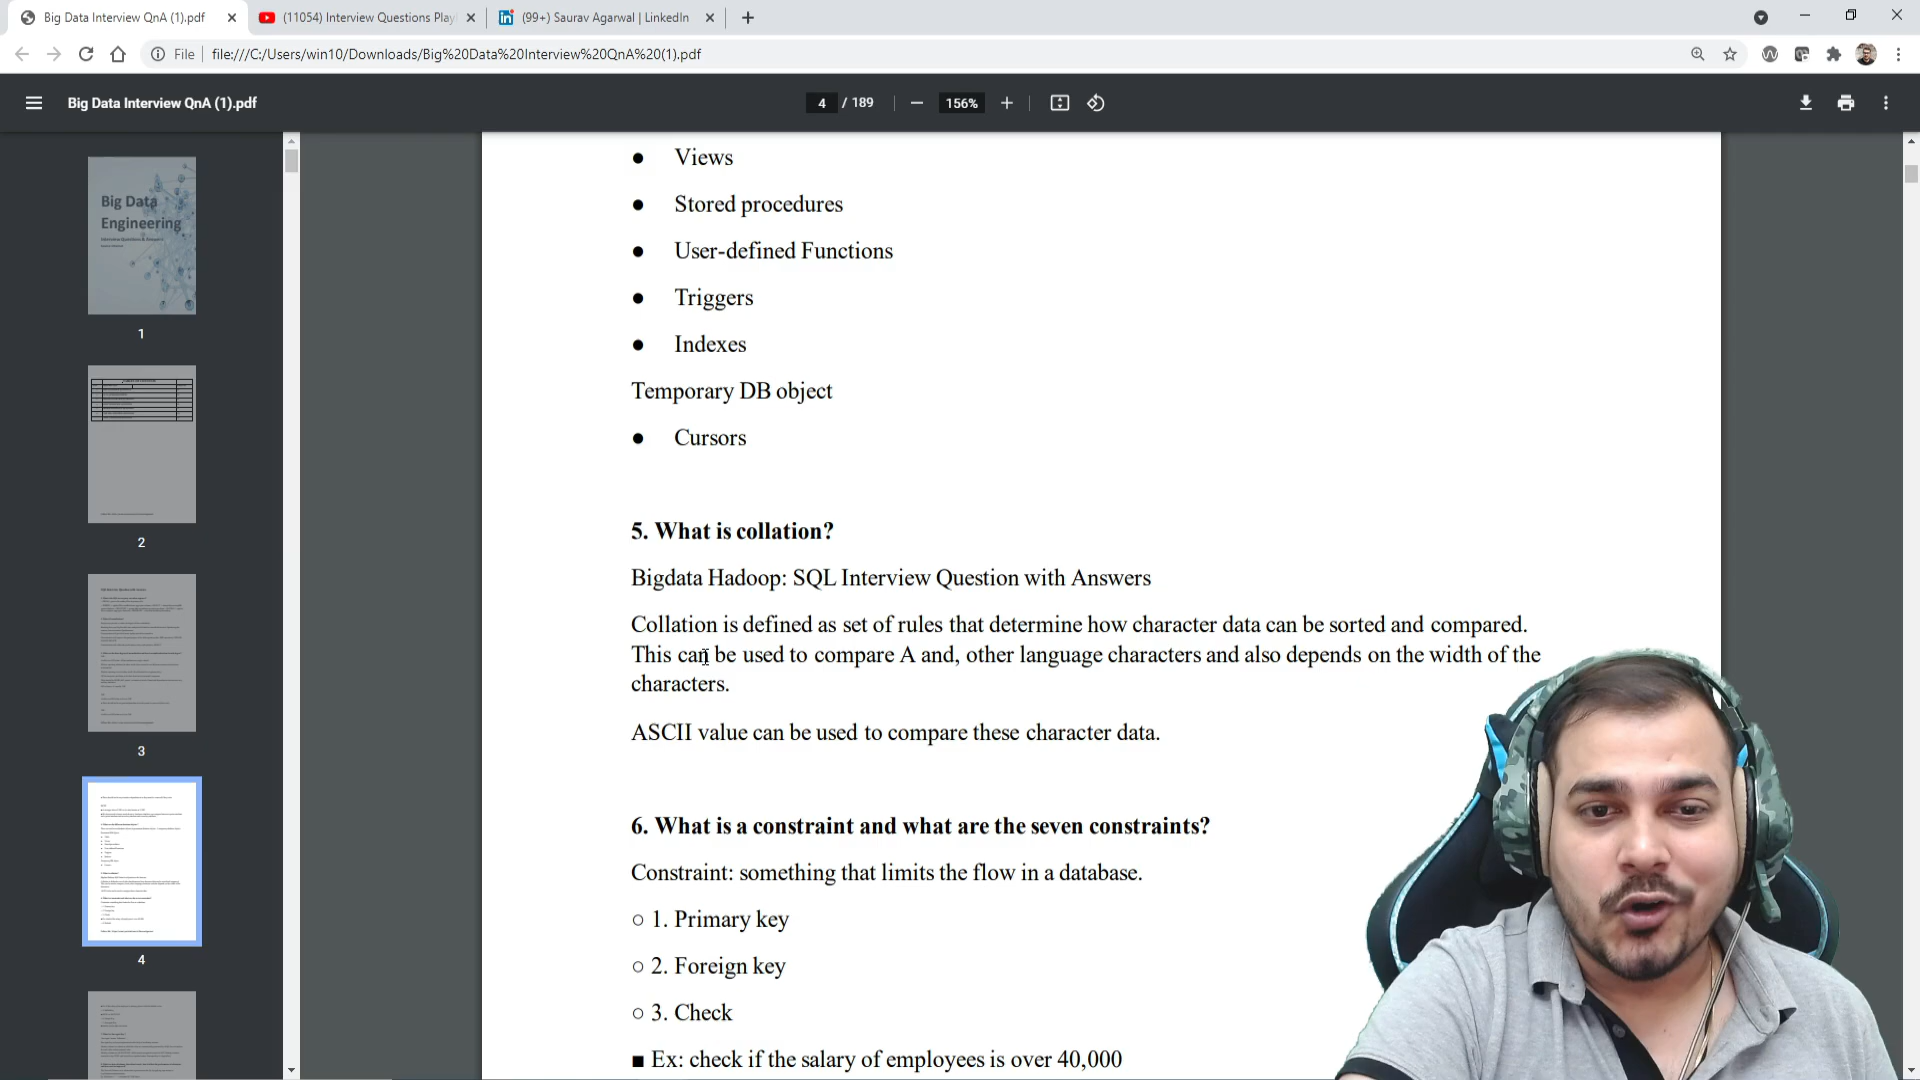 Big Data Interview QnA (1).pdf
(11054) Interview Questions Play
(99+) Saurav Agarwal | LinkedIn
File
file:///C:/Users/win10/Downloads/Big%20Data%20Interview%20QnA%20(1).pdf
Big Data Interview QnA (1).pdf
4 / 189
156%
Big Data
Engineering
1
2
3
4
● Views
● Stored procedures
● User-defined Functions
● Triggers
● Indexes
Temporary DB object
● Cursors
5. What is collation?
Bigdata Hadoop: SQL Interview Question with Answers
Collation is defined as set of rules that determine how character data can be sorted and compared.
This can be used to compare A and, other language characters and also depends on the width of the
characters.
ASCII value can be used to compare these character data.
6. What is a constraint and what are the seven constraints?
Constraint: something that limits the flow in a database.
○ 1. Primary key
○ 2. Foreign key
○ 3. Check
■ Ex: check if the salary of employees is over 40,000